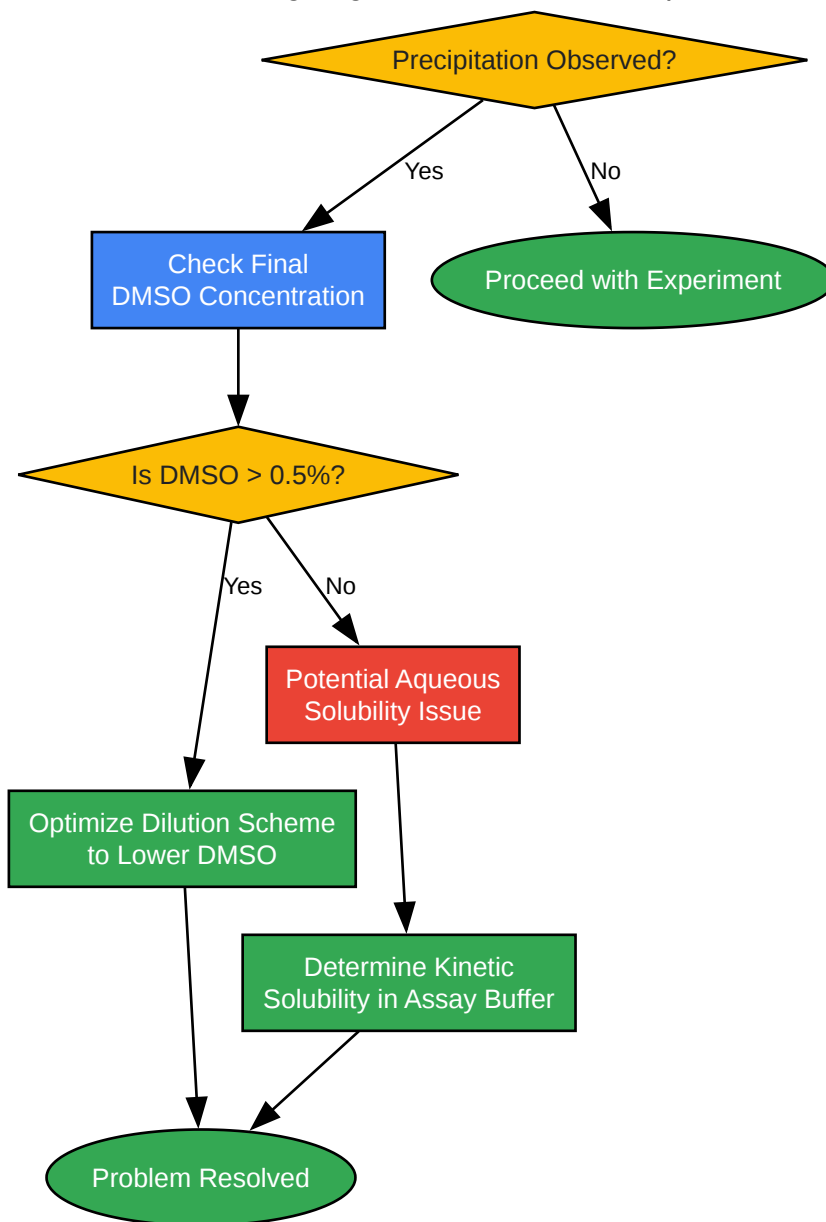 Precipitation Observed?
Yes
No
Check Final
DMSO Concentration
Proceed with Experiment
Is DMSO > 0.5%?
Yes
No
Potential Aqueous
Solubility Issue
Optimize Dilution Scheme
to Lower DMSO
Determine Kinetic
Solubility in Assay Buffer
Problem Resolved